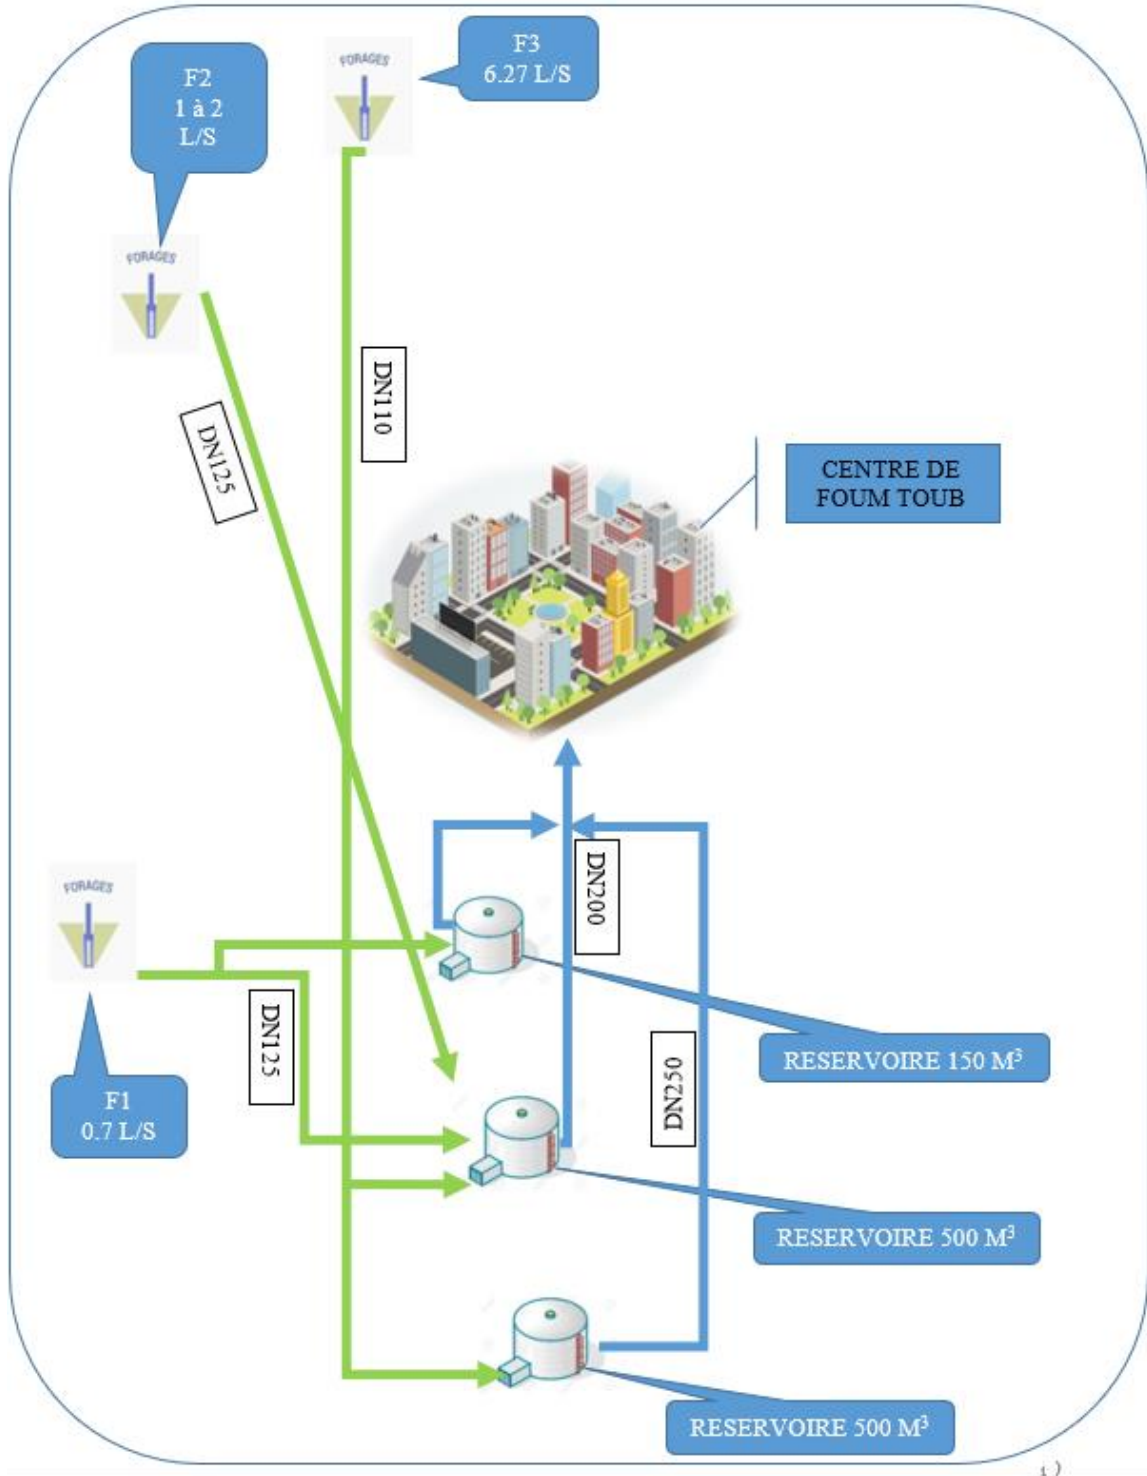 F3
6.27 L/S
FORAGES
F2
1 à 2
L/S
FORAGES
DN110
DN125
CENTRE DE
FOUM TOUB
DN200
FORAGES
DN125
RESERVOIRE 150 M³
DN250
F1
0.7 L/S
RESERVOIRE 500 M³
RESERVOIRE 500 M³